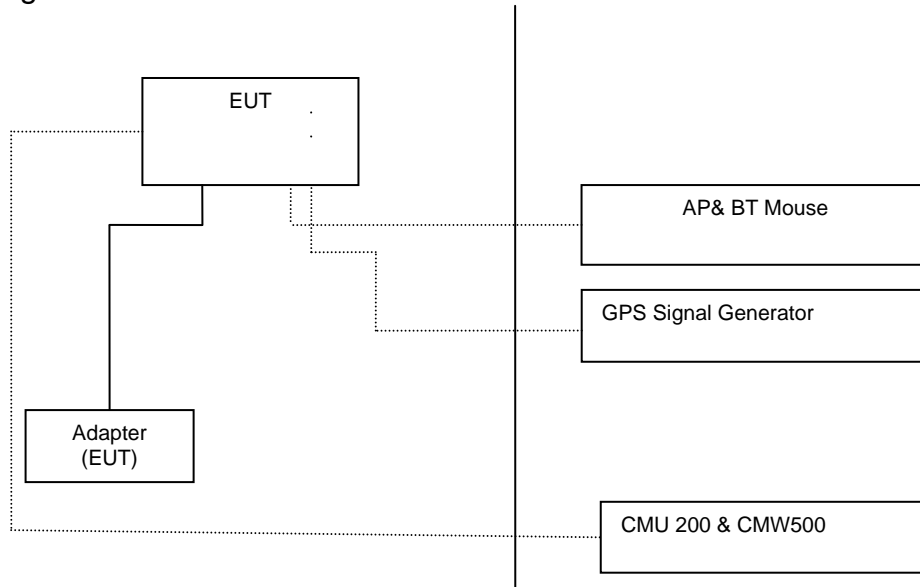 EUT
AP& BT Mouse
GPS Signal Generator
Adapter
(EUT)
CMU 200 & CMW500